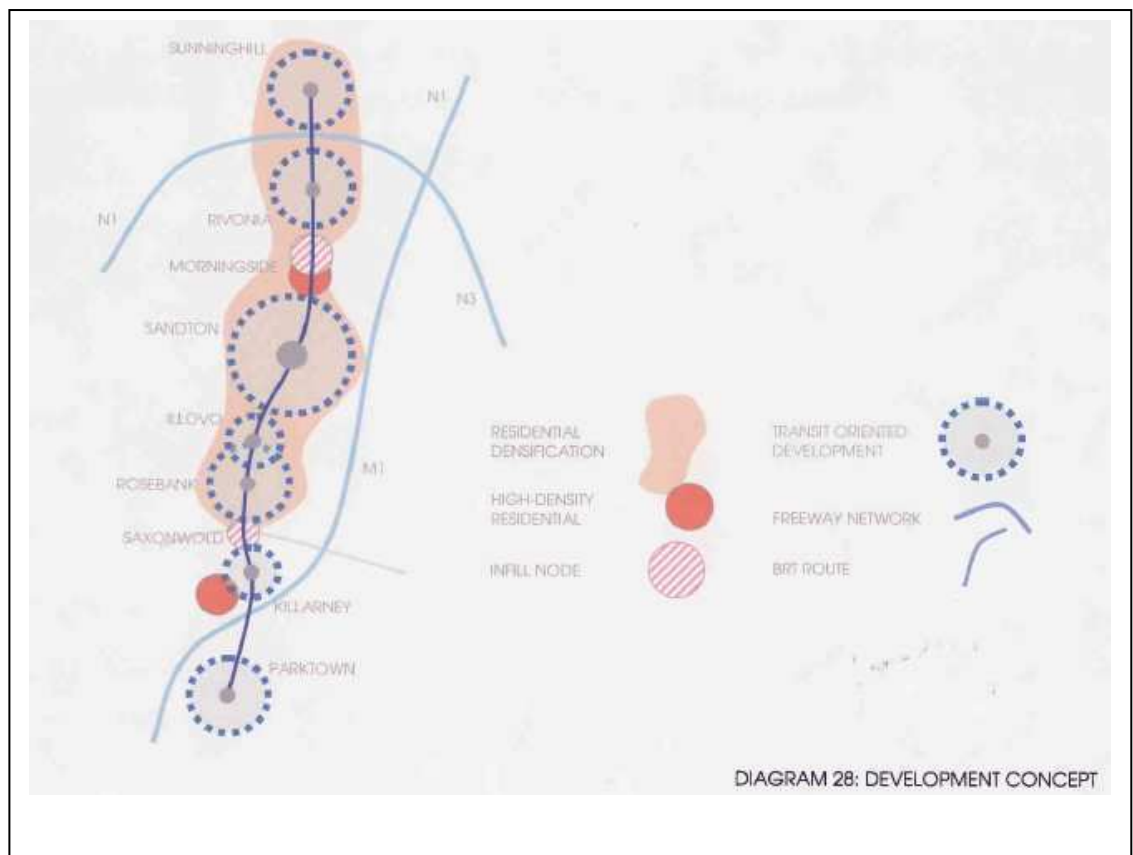 SUNNINGHILL
N1
N1
RIVONIA
MORNINGSIDE
N3
SANDTON
ILLOVO
M1
ROSEBANK
SAXONWOLD
KILLARNEY
PARKTOWN
RESIDENTIAL
DENSIFICATION
HIGH-DENSITY
RESIDENTIAL
INFILL NODE
TRANSIT ORIENTED
DEVELOPMENT
FREEWAY NETWORK
BRT ROUTE
DIAGRAM 28: DEVELOPMENT CONCEPT